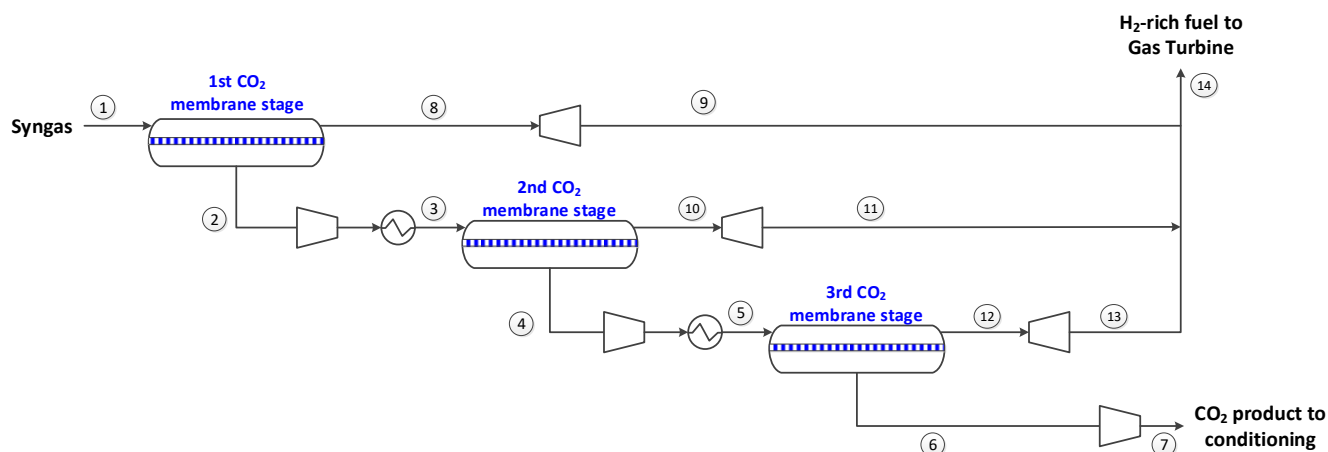 H₂-rich fuel to
Gas Turbine
1st CO₂
membrane stage
1
8
9
14
Syngas
2nd CO₂
membrane stage
2
3
10
11
3rd CO₂
membrane stage
4
5
12
13
CO₂ product to
conditioning
6
7